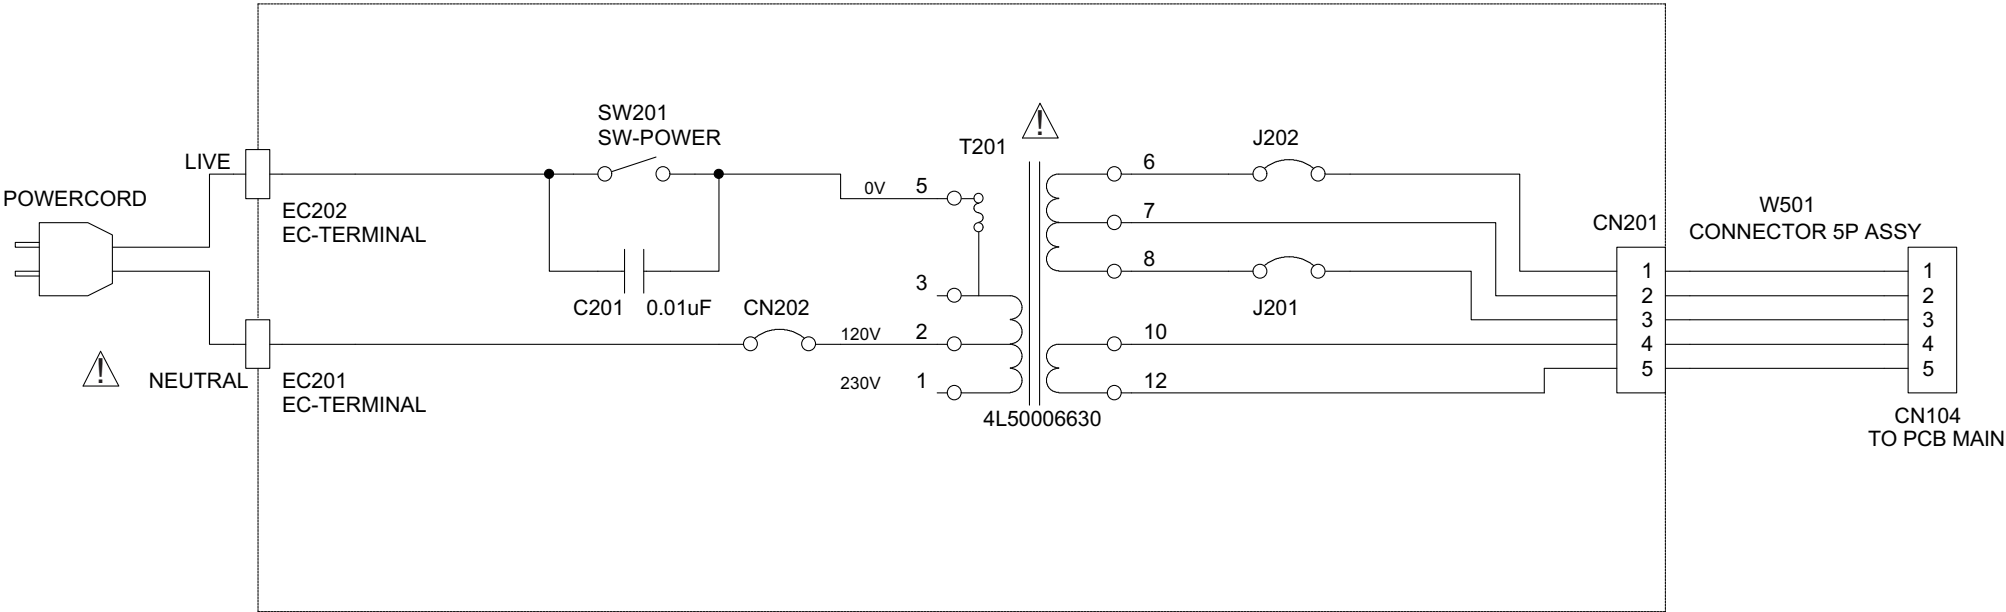 SW201
SW-POWER
T201
J202
LIVE
6
POWERCORD
0V
5
7
EC202
EC-TERMINAL
W501
CONNECTOR 5P ASSY
CN201
8
3
C201
0.01uF
CN202
J201
1
2
3
4
5
1
2
3
4
5
120V
2
10
NEUTRAL
EC201
EC-TERMINAL
230V
1
12
4L50006630
CN104
TO PCB MAIN